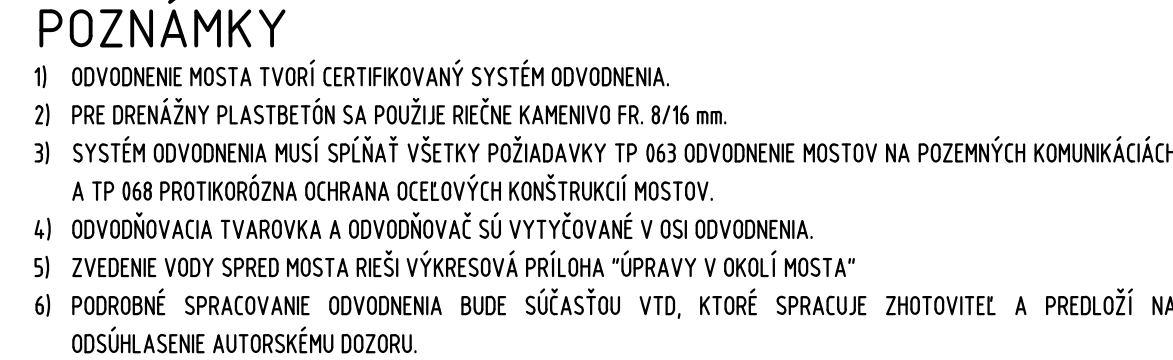 POZNÁMKY
1) ODVODNENIE MOSTA TVORÍ CERTIFIKOVANÝ SYSTÉM ODVODNENIA.
2) PRE DRENÁŽNY PLASTBETÓN SA POUŽIJE RIEČNE KAMENIVO FR. 8/16 mm.
3) SYSTÉM ODVODNENIA MUSÍ SPĹŇAŤ VŠETKY POŽIADAVKY TP 063 ODVODNENIE MOSTOV NA POZEMNÝCH KOMUNIKÁCIÁCH
A TP 068 PROTIKORÓZNA OCHRANA OCEĽOVÝCH KONŠTRUKCIÍ MOSTOV.
4) ODVODŇOVACIA TVAROVKA A ODVODŇOVAČ SÚ VYTYČOVANÉ V OSI ODVODNENIA.
5) ZVEDENIE VODY SPRED MOSTA RIEŠI VÝKRESOVÁ PRÍLOHA "ÚPRAVY V OKOLÍ MOSTA"
6) PODROBNÉ SPRACOVANIE ODVODNENIA BUDE SÚČASŤOU VTD, KTORÉ SPRACUJE ZHOTOVITEĽ A PREDLOŽÍ NA
ODSÚHLASENIE AUTORSKÉMU DOZORU.